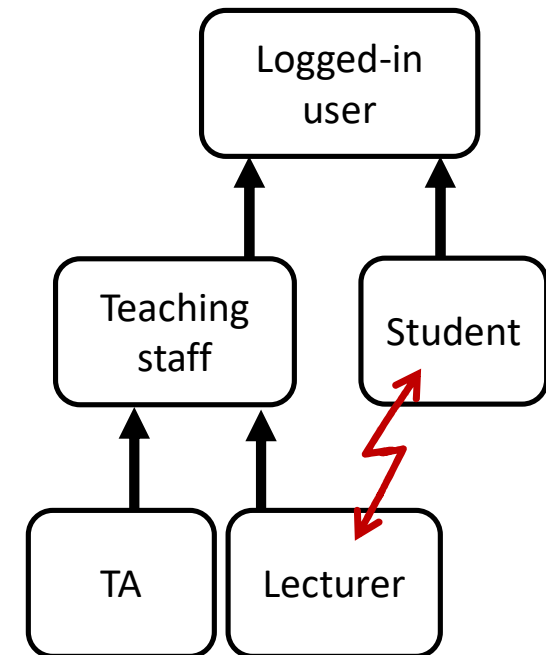 Logged-in
user
Teaching
staff
Student
TA
Lecturer